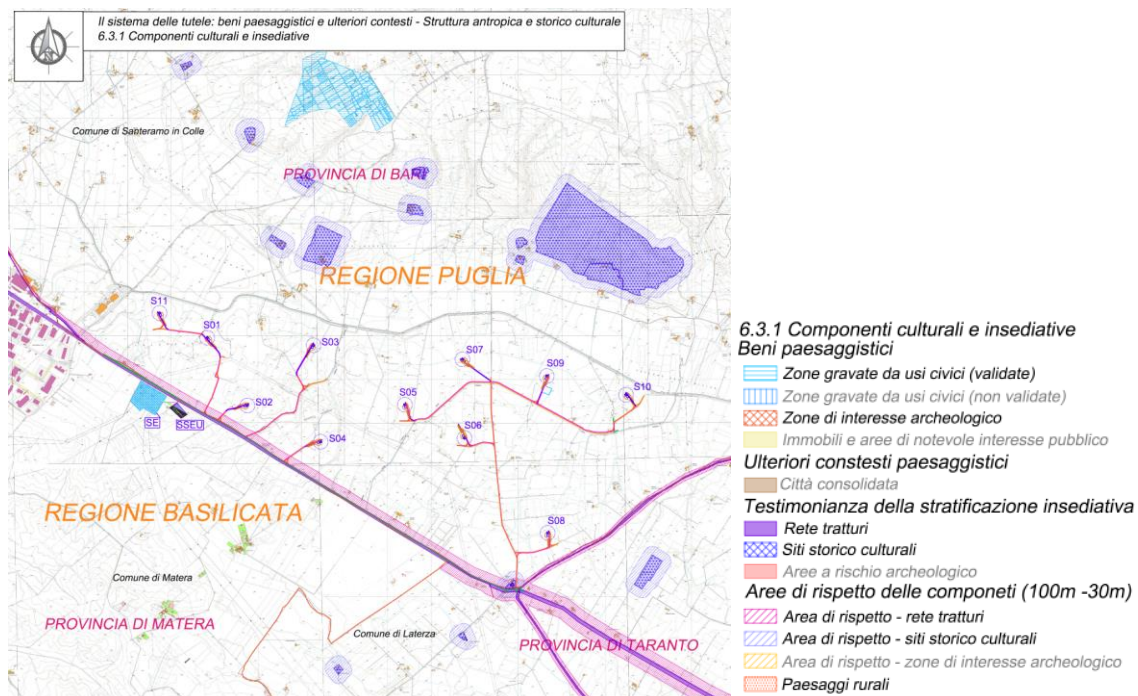 Il sistema delle tutele: beni paesaggistici e ulteriori contesti - Struttura antropica e storico culturale
6.3.1 Componenti culturali e insediative
Comune di Santeramo in Colle
PROVINCIA DI BARI
REGIONE PUGLIA
S11
S01
S03
S07
S09
S10
S02
S05
SE
SSEU
S06
S04
REGIONE BASILICATA
S08
Comune di Matera
PROVINCIA DI MATERA
Comune di Laterza
PROVINCIA DI TARANTO
6.3.1 Componenti culturali e insediative
Beni paesaggistici
Zone gravate da usi civici (validate)
Zone gravate da usi civici (non validate)
Zone di interesse archeologico
Immobili e aree di notevole interesse pubblico
Ulteriori constesti paesaggistici
Città consolidata
Testimonianza della stratificazione insediativa
Rete tratturi
Siti storico culturali
Aree a rischio archeologico
Aree di rispetto delle componeti (100m -30m)
Area di rispetto - rete tratturi
Area di rispetto - siti storico culturali
Area di rispetto - zone di interesse archeologico
Paesaggi rurali